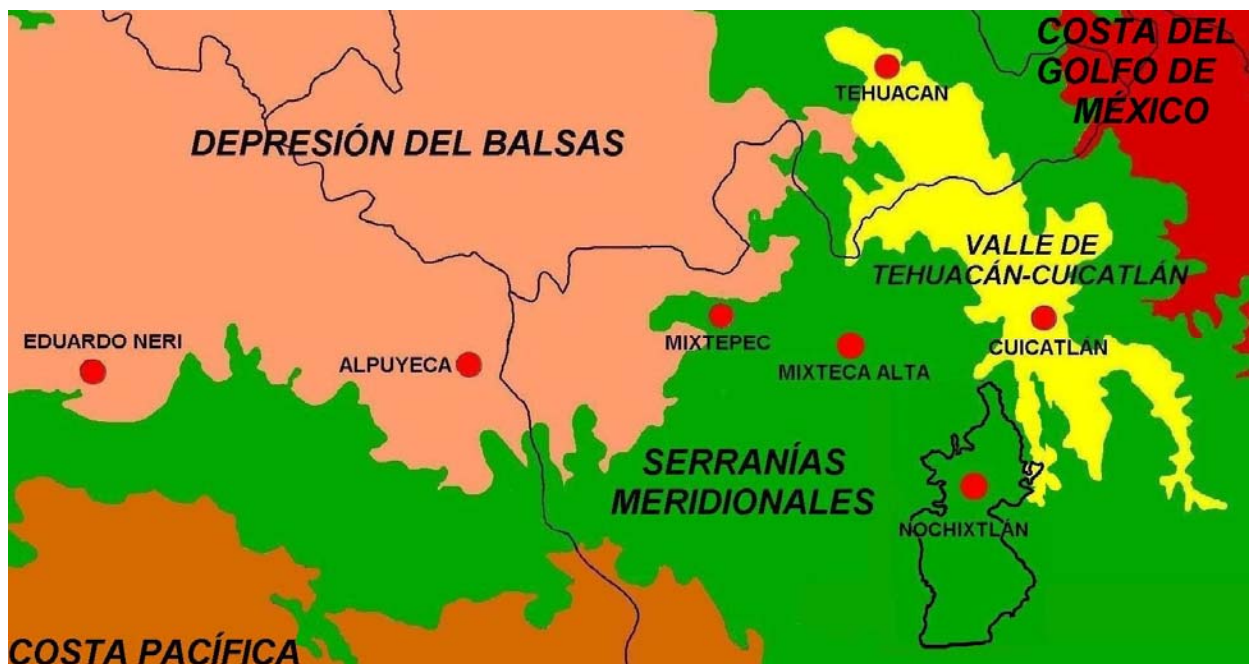 COSTA DEL
GOLFO DE
MÉXICO
TEHUACAN
DEPRESIÓN DEL BALSAS
VALLE DE
TEHUACÁN-CUICATLÁN
EDUARDO NERI
ALPUYECA
MIXTEPEC
MIXTECA ALTA
CUICATLÁN
SERRANÍAS
MERIDIONALES
NOCHIXTLÁN
COSTA PACÍFICA